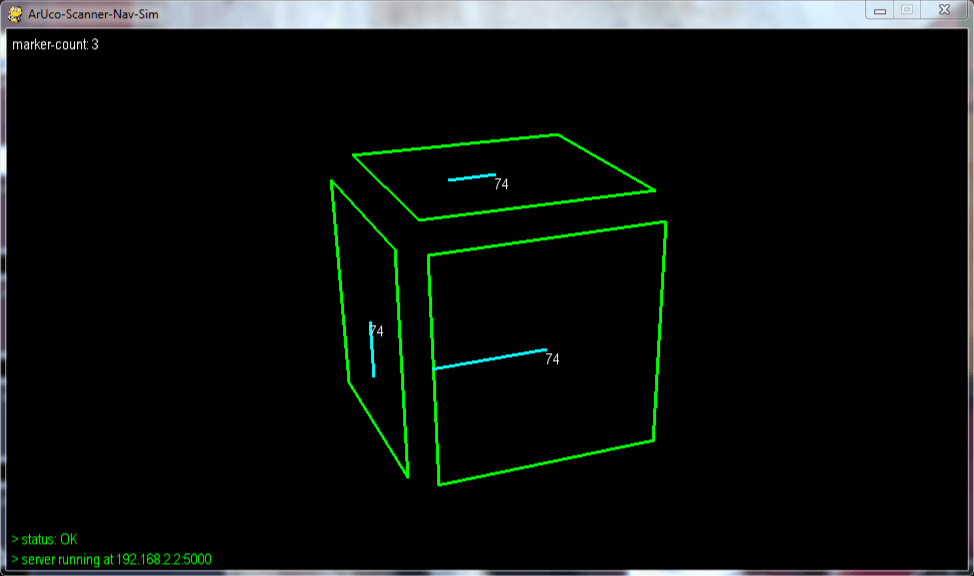 ArUco-Scanner-Nav-Sim
marker-count: 3
74
74
74
> status: OK
> server running at 192.168.2.2:5000